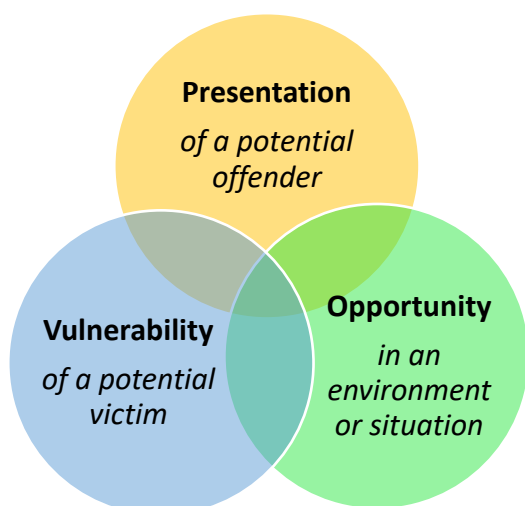 Presentation
of a potential
offender
Vulnerability
of a potential
victim
Opportunity
in an
environment
or situation